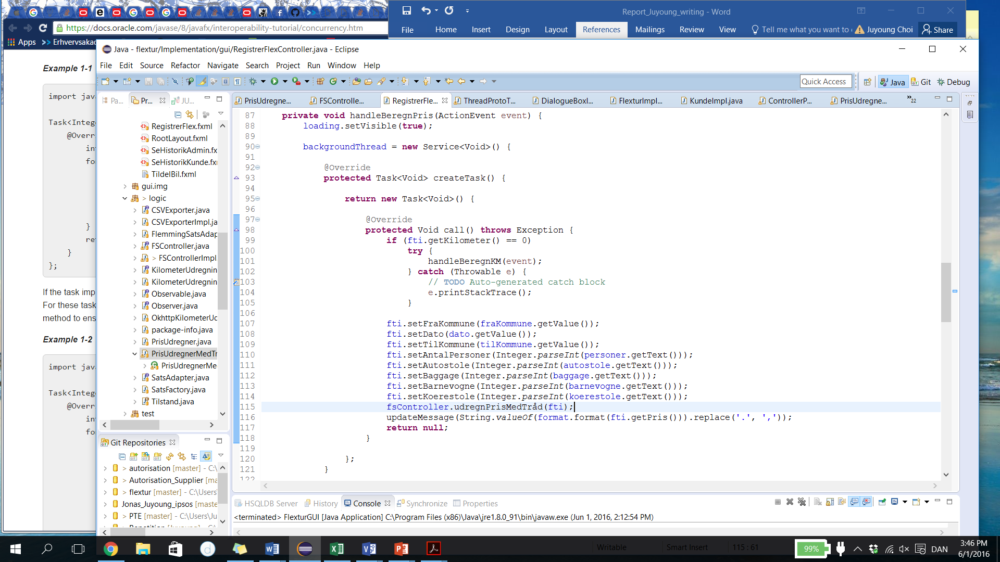 Report_Juyoung_writing - Word
https://docs.oracle.com/javase/8/javafx/interoperability-tutorial/concurrency.htm
File Home Insert Design Layout References Mailings Review View Tell me what you want to Juyoung Choi Share
Apps Erhvervsakad
Java - flextur/Implementation/gui/RegistrerFlexController.java - Eclipse
File Edit Source Refactor Navigate Search Project Run Window Help
Quick Access Java Git Debug
Example 1-1
import jav
Task<Intege
@Overri
in
fo
}
re
}
};
If the task imp
For these task
method to ens
Example 1-2
import jav
Task<Intege
@Overri
in
fo
Pa... Pr... JU...
RegistrerFlex.fxml
RootLayout.fxml
SeHistorikAdmin.fx
SeHistorikKunde.fx
TildelBil.fxml
gui.img
> logic
CSVExporter.java
CSVExporterImpl.ja
FlemmingSatsAdap
FSController.java
> FSControllerImpl.
KilometerUdregnin
KilometerUdregnin
Observable.java
Observer.java
OkhttpKilometerUd
package-info.java
PrisUdregner.java
PrisUdregnerMedTr
PrisUdregnerMe
SatsAdapter.java
SatsFactory.java
Tilstand.java
test
Git Repositories
> autorisation [master] - C:\
> Autorisation_Supplier [ma
> flextur [master] - C:\Users\
Jonas_Juyoung_ipsos [maste
> PTE [master] - C:\Users\Ju
PrisUdregne... FSControlle... RegistrerFle... ThreadProtoT... DialogueBoxI... FlexturImpl... KundeImpl.java ControllerP... PrisUdregne... »22
87 private void handleBeregnPris(ActionEvent event) {
88 loading.setVisible(true);
89
90 backgroundThread = new Service<Void>() {
91
92 @Override
93 protected Task<Void> createTask() {
94
95 return new Task<Void>() {
96
97 @Override
98 protected Void call() throws Exception {
99 if (fti.getKilometer() == 0)
100 try {
101 handleBeregnKM(event);
102 } catch (Throwable e) {
103 // TODO Auto-generated catch block
104 e.printStackTrace();
105 }
106
107 fti.setFraKommune(fraKommune.getValue());
108 fti.setDato(dato.getValue());
109 fti.setTilKommune(tilKommune.getValue());
110 fti.setAntalPersoner(Integer.parseInt(personer.getText()));
111 fti.setAutostole(Integer.parseInt(autostole.getText()));
112 fti.setBaggage(Integer.parseInt(baggage.getText()));
113 fti.setBarnevogne(Integer.parseInt(barnevogne.getText()));
114 fti.setKoerestole(Integer.parseInt(koerestole.getText()));
115 fsController.udregnPrisMedTråd(fti);
116 updateMessage(String.valueOf(format.format(fti.getPris())).replace('.', ','));
117 return null;
118 }
119
120 };
121 }
122
HSQLDB Server History Console Synchronize Properties
<terminated> FlexturGUI [Java Application] C:\Program Files (x86)\Java\jre1.8.0_91\bin\javaw.exe (Jun 1, 2016, 2:12:54 PM)
Writable Smart Insert 115 : 61
99% DAN 3:46 PM
6/1/2016